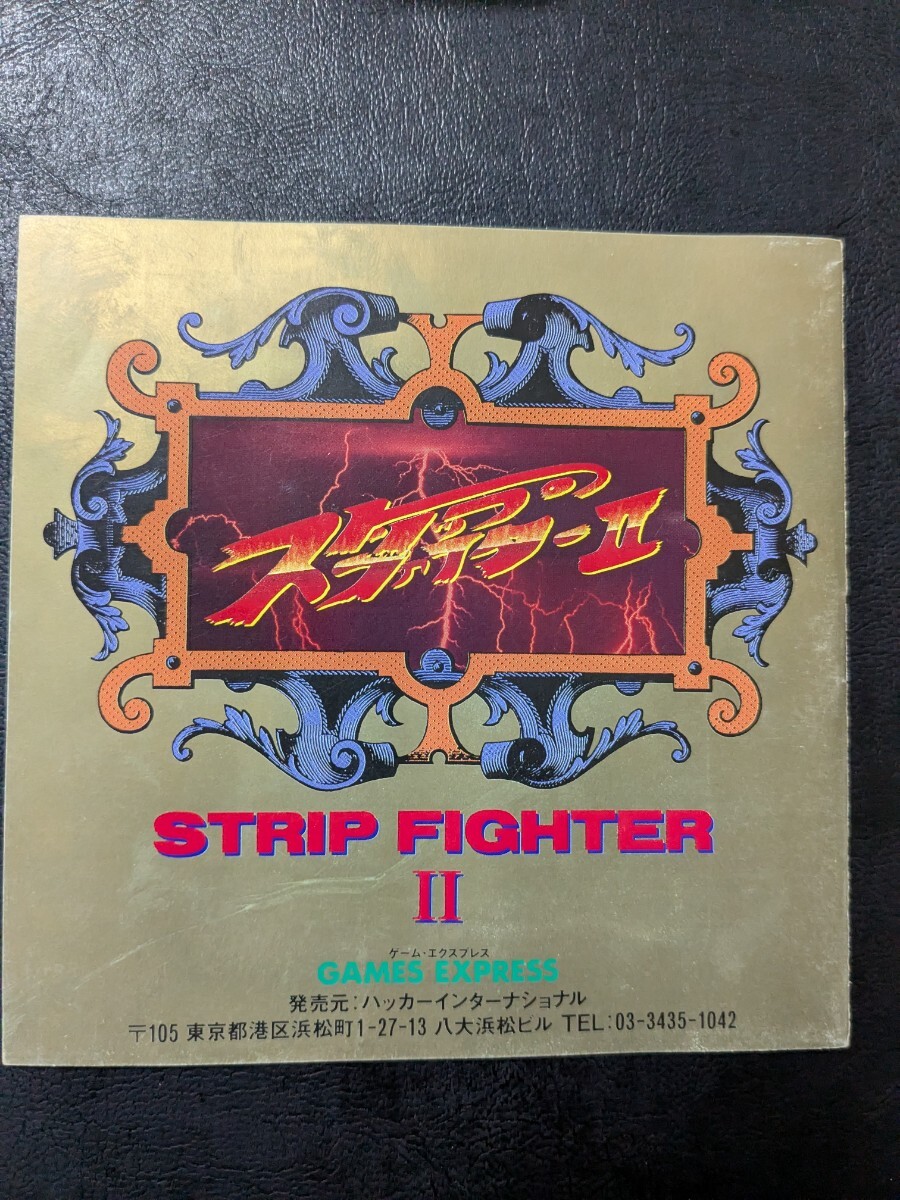 ストリップファイターII
STRIP FIGHTER
II
ゲーム・エクスプレス
GAMES EXPRESS
発売元:ハッカーインターナショナル
〒105 東京都港区浜松町1-27-13 八大浜松ビル TEL:03-3435-1042